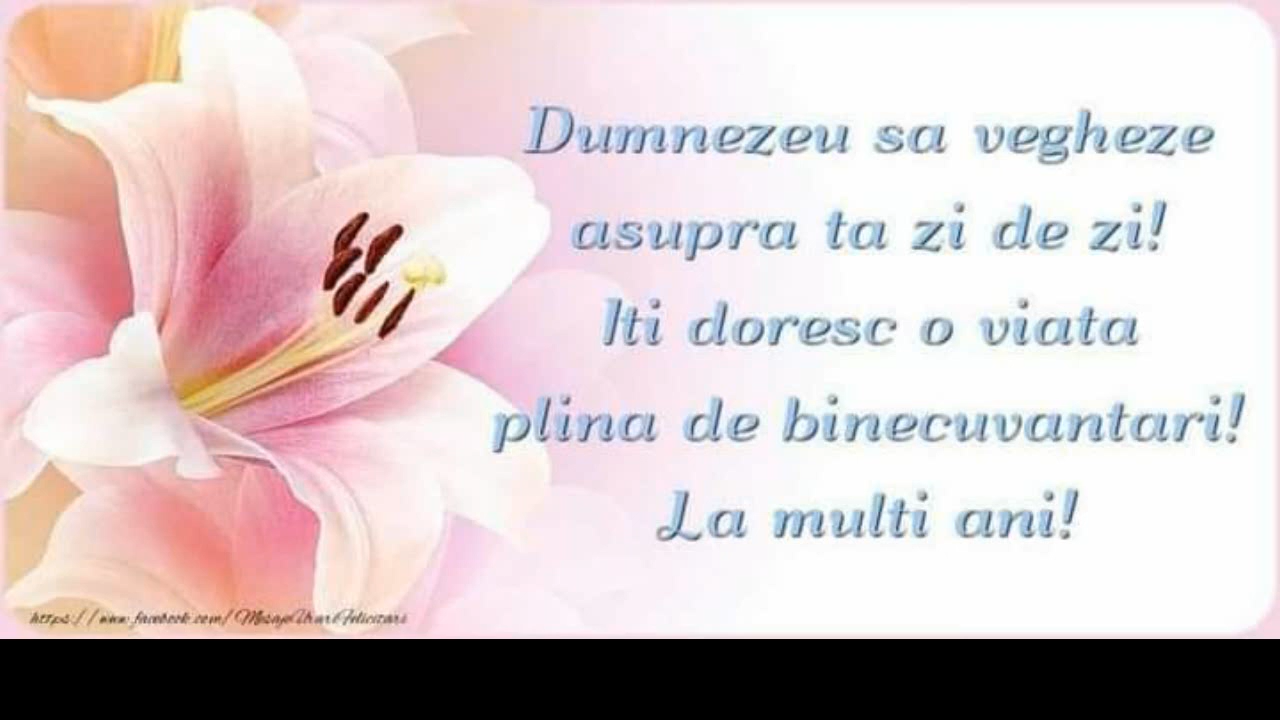 Dumnezeu sa vegheze
asupra ta zi de zi!
Iti doresc o viata
plina de binecuvantari!
La multi ani!
https://www.facebook.com/MesajeUrariFelicitari